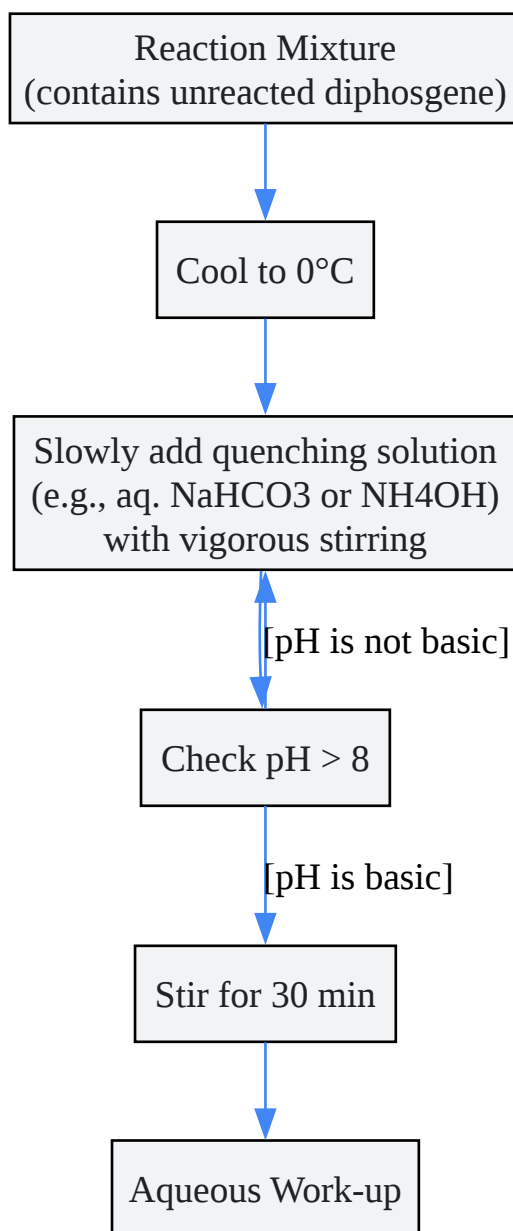 Reaction Mixture
(contains unreacted diphosgene)
Cool to 0°C
Slowly add quenching solution
(e.g., aq. NaHCO3 or NH4OH)
with vigorous stirring
[pH is not basic]
Check pH > 8
[pH is basic]
Stir for 30 min
Aqueous Work-up